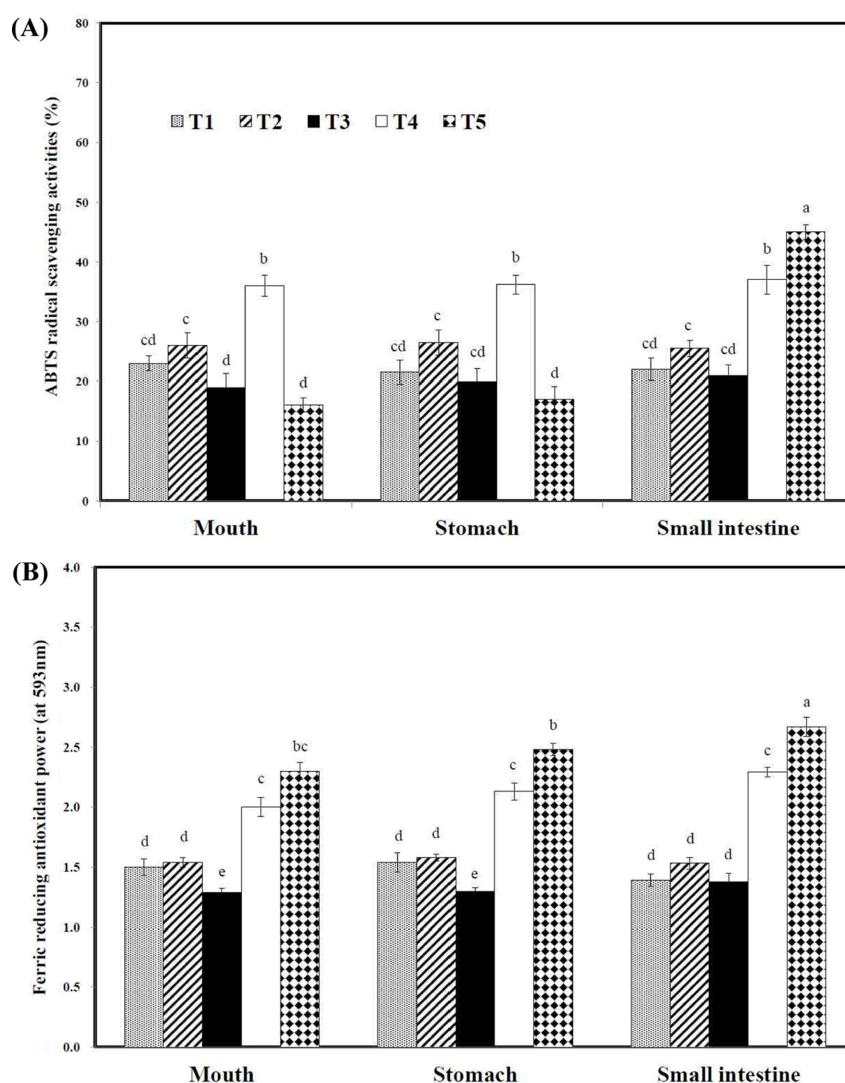 (A)
ABTS radical scavenging activities (%)
80
70
60
50
40
30
20
10
0
T1 T2 T3 T4 T5
cd c d b d
cd c cd b d
cd c cd b a
Mouth Stomach Small intestine
(B)
Ferric reducing antioxidant power (at 593nm)
4.0
3.5
3.0
2.5
2.0
1.5
1.0
0.5
0.0
d d e c bc
d d e c b
d d d c a
Mouth Stomach Small intestine